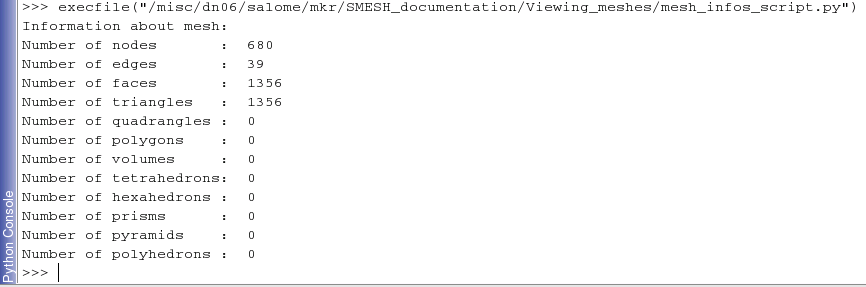 >>> execfile("/misc/dn06/salome/mkr/SMESH_documentation/Viewing_meshes/mesh_infos_script.py")
Information about mesh:
Number of nodes       :  680
Number of edges       :  39
Number of faces       :  1356
Number of triangles   :  1356
Number of quadrangles :  0
Number of polygons    :  0
Number of volumes     :  0
Number of tetrahedrons:  0
Number of hexahedrons :  0
Number of prisms      :  0
Number of pyramids    :  0
Number of polyhedrons :  0
>>>
Python Console